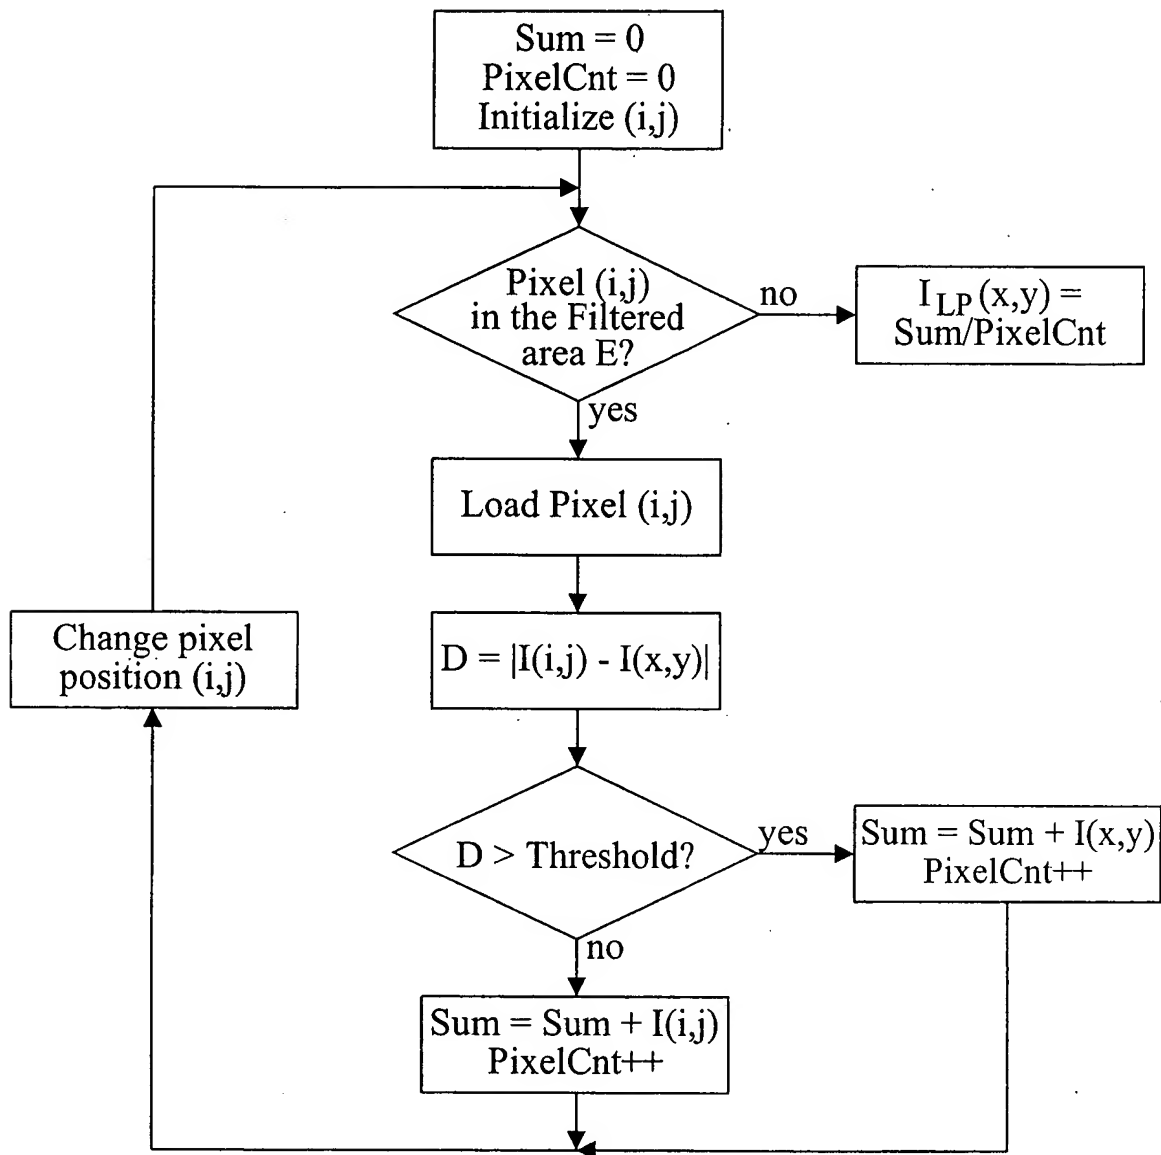 Sum = 0
PixelCnt = 0
Initialize (i,j)
Pixel (i,j)
in the Filtered
area E?
no
I LP (x,y) =
Sum/PixelCnt
yes
Load Pixel (i,j)
D = |I(i,j) - I(x,y)|
Change pixel
position (i,j)
D > Threshold?
yes
Sum = Sum + I(x,y)
PixelCnt++
no
Sum = Sum + I(i,j)
PixelCnt++